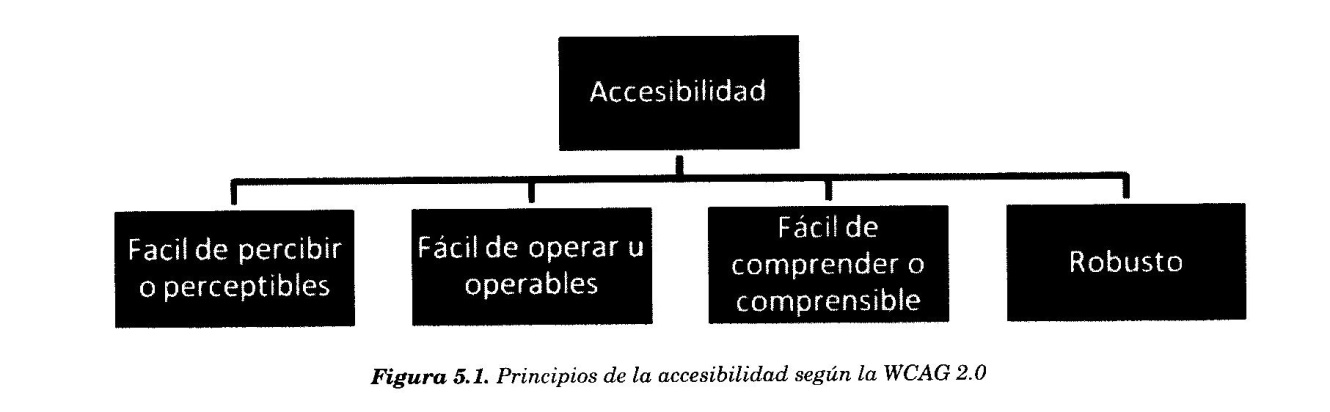 Accesibilidad
Facil de percibir
o perceptibles
Fácil de operar u
operables
Fácil de
comprender o
comprensible
Robusto
Figura 5.1. Principios de la accesibilidad según la WCAG 2.0